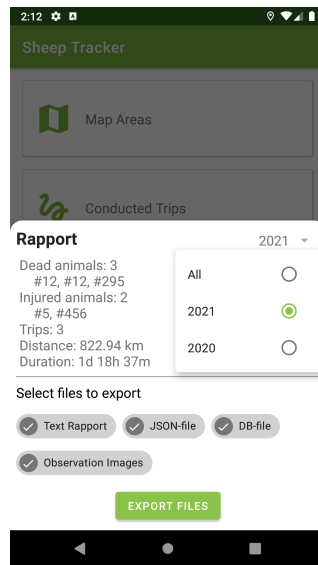 2:12
Sheep Tracker
Map Areas
Conducted Trips
Rapport
2021
Dead animals: 3
#12, #12, #295
Injured animals: 2
#5, #456
Trips: 3
Distance: 822.94 km
Duration: 1d 18h 37m
All
2021
2020
Select files to export
Text Rapport
JSON-file
DB-file
Observation Images
EXPORT FILES